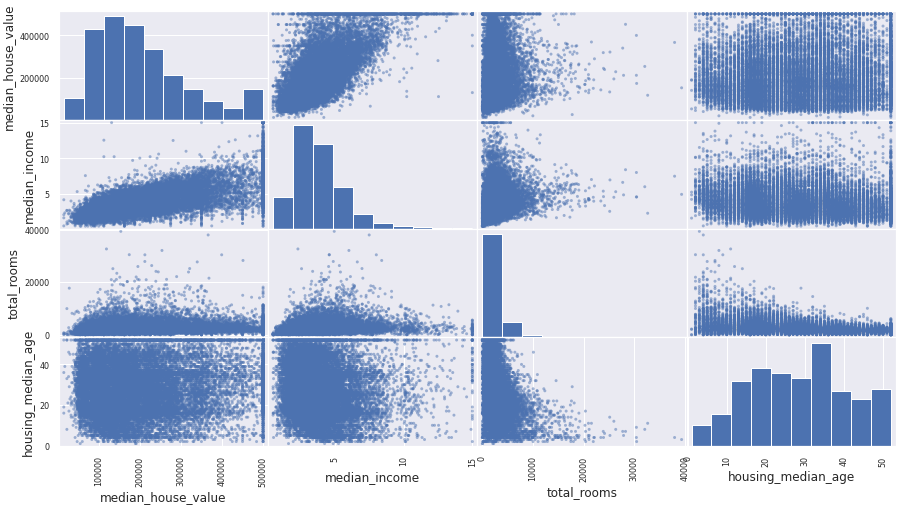 median_house_value
400000
200000
median_income
15
10
5
total_rooms
40000
20000
0
housing_median_age
40
20
0
100000 200000 300000 400000 500000
5 10 15
0 10000 20000 30000 40000
0 10 20 30 40 50
median_house_value
median_income
total_rooms
housing_median_age